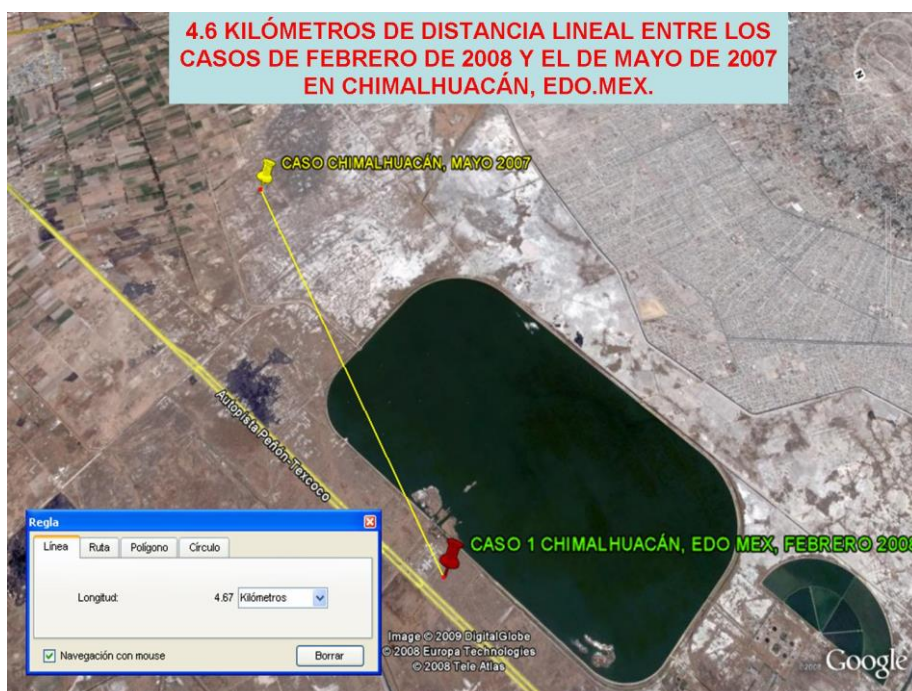 4.6 KILÓMETROS DE DISTANCIA LINEAL ENTRE LOS
CASOS DE FEBRERO DE 2008 Y EL DE MAYO DE 2007
EN CHIMALHUACÁN, EDO.MEX.
N
CASO CHIMALHUACÁN, MAYO 2007
Autopista Peñón-Texcoco
CASO 1 CHIMALHUACÁN, EDO MEX, FEBRERO 2008
Regla
Línea Ruta Polígono Círculo
Longitud: 4.67 Kilómetros
Navegación con mouse Borrar
Image © 2009 DigitalGlobe
© 2008 Europa Technologies
© 2008 Tele Atlas
Google